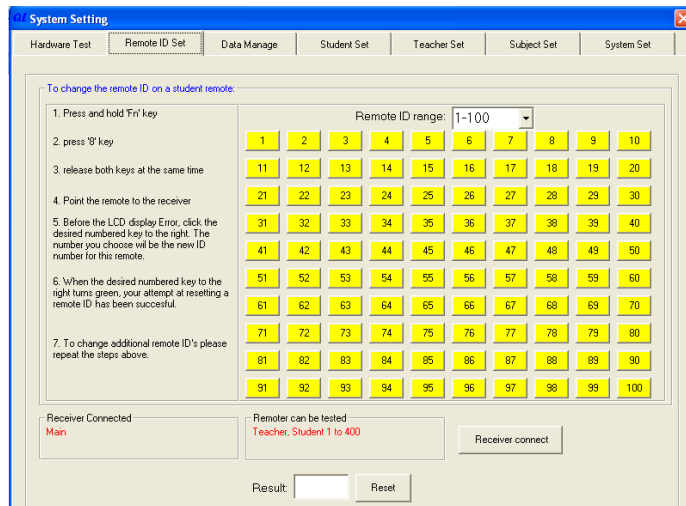 QL System Setting
Hardware Test Remote ID Set Data Manage Student Set Teacher Set Subject Set System Set
To change the remote ID on a student remote:
1. Press and hold 'Fn' key
2. press '8' key
3. release both keys at the same time
4. Point the remote to the receiver
5. Before the LCD display Error, click the
desired numbered key to the right. The
number you choose wil be the new ID
number for this remote.
6. When the desired numbered key to the
right turns green, your attempt at resetting a
remote ID has been succesful.
7. To change additional remote ID's please
repeat the steps above.
Remote ID range: 1-100
1 2 3 4 5 6 7 8 9 10
11 12 13 14 15 16 17 18 19 20
21 22 23 24 25 26 27 28 29 30
31 32 33 34 35 36 37 38 39 40
41 42 43 44 45 46 47 48 49 50
51 52 53 54 55 56 57 58 59 60
61 62 63 64 65 66 67 68 69 70
71 72 73 74 75 76 77 78 79 80
81 82 83 84 85 86 87 88 89 90
91 92 93 94 95 96 97 98 99 100
Receiver Connected
Main
Remoter can be tested
Teacher, Student 1 to 400
Receiver connect
Result: Reset